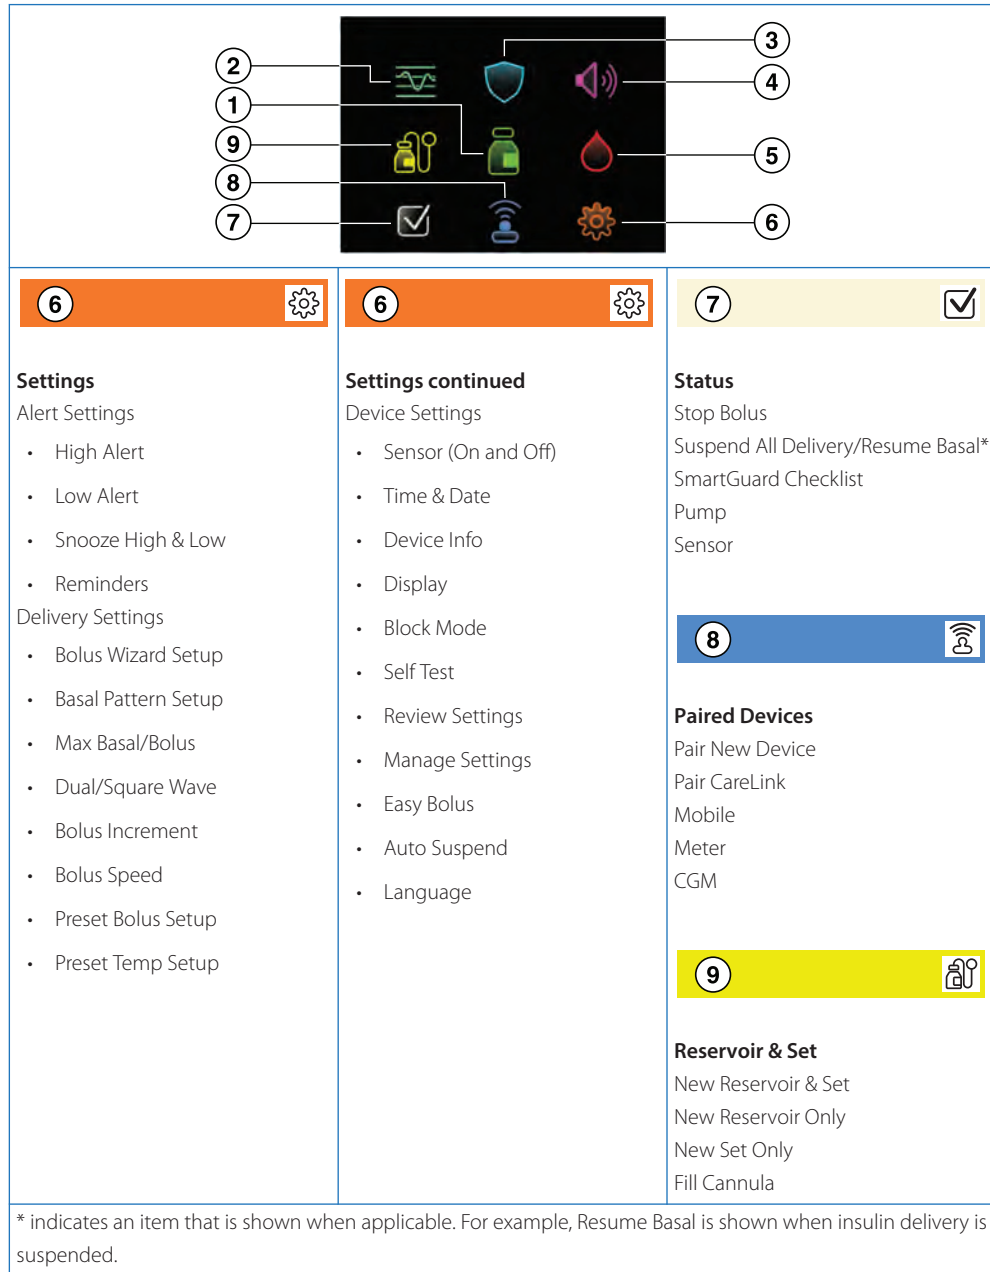 3
2
4
1
9
5
8
7
6
6
Settings
Alert Settings
• High Alert
• Low Alert
• Snooze High & Low
• Reminders
Delivery Settings
• Bolus Wizard Setup
• Basal Pattern Setup
• Max Basal/Bolus
• Dual/Square Wave
• Bolus Increment
• Bolus Speed
• Preset Bolus Setup
• Preset Temp Setup
6
Settings continued
Device Settings
• Sensor (On and Off)
• Time & Date
• Device Info
• Display
• Block Mode
• Self Test
• Review Settings
• Manage Settings
• Easy Bolus
• Auto Suspend
• Language
7
Status
Stop Bolus
Suspend All Delivery/Resume Basal*
SmartGuard Checklist
Pump
Sensor
8
Paired Devices
Pair New Device
Pair CareLink
Mobile
Meter
CGM
9
Reservoir & Set
New Reservoir & Set
New Reservoir Only
New Set Only
Fill Cannula
* indicates an item that is shown when applicable. For example, Resume Basal is shown when insulin delivery is
suspended.